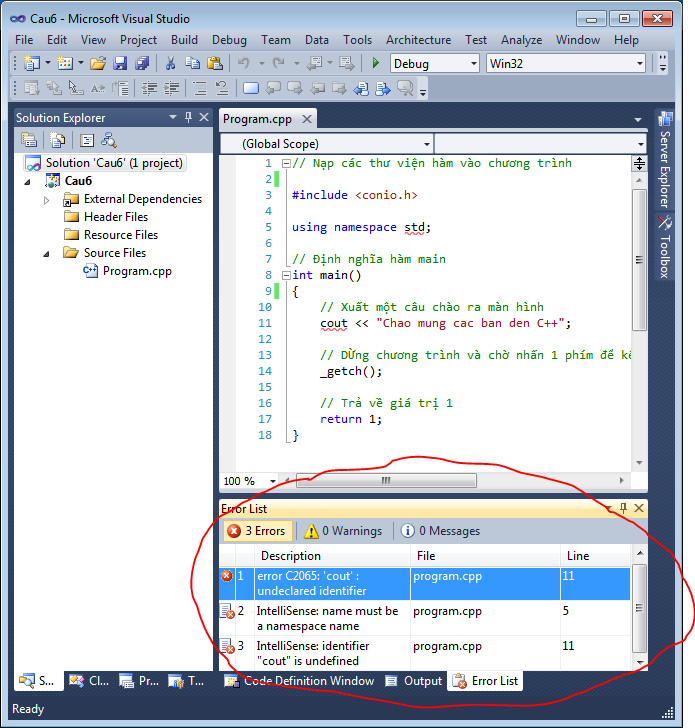 Cau6 - Microsoft Visual Studio
File Edit View Project Build Debug Team Data Tools Architecture Test Analyze Window Help
Debug Win32
Solution Explorer
Solution 'Cau6' (1 project)
Cau6
External Dependencies
Header Files
Resource Files
Source Files
Program.cpp
Program.cpp
(Global Scope)
1 // Nạp các thư viện hàm vào chương trình
2
3 #include <conio.h>
4
5 using namespace std;
6
7 // Định nghĩa hàm main
8 int main()
9 {
10 // Xuất một câu chào ra màn hình
11 cout << "Chao mung cac ban den C++";
12
13 // Dừng chương trình và chờ nhấn 1 phím để kế
14 _getch();
15
16 // Trả về giá trị 1
17 return 1;
18 }
100 %
Server Explorer
Toolbox
Error List
3 Errors 0 Warnings 0 Messages
Description File Line
1 error C2065: 'cout' : program.cpp 11
undeclared identifier
2 IntelliSense: name must be program.cpp 5
a namespace name
3 IntelliSense: identifier program.cpp 11
"cout" is undefined
S... Cl... Pr... T... Code Definition Window Output Error List
Ready